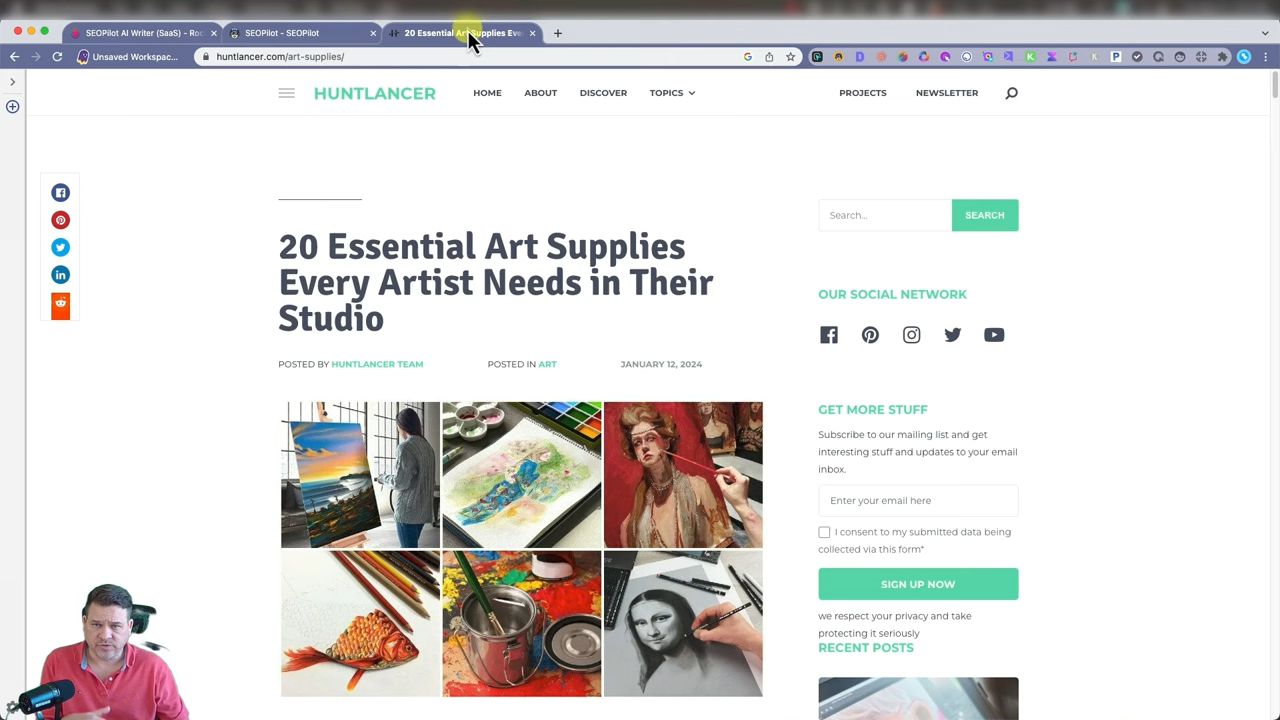 SEOPilot AI Writer (SaaS) - Roc
SEOPilot - SEOPilot
20 Essential Art Supplies Eve
Unsaved Workspac...
huntlancer.com/art-supplies/
HUNTLANCER
HOME
ABOUT
DISCOVER
TOPICS
PROJECTS
NEWSLETTER
20 Essential Art Supplies
Every Artist Needs in Their
Studio
POSTED BY HUNTLANCER TEAM
POSTED IN ART
JANUARY 12, 2024
Search...
SEARCH
OUR SOCIAL NETWORK
GET MORE STUFF
Subscribe to our mailing list and get
interesting stuff and updates to your email
inbox.
Enter your email here
I consent to my submitted data being
collected via this form*
SIGN UP NOW
we respect your privacy and take
protecting it seriously
RECENT POSTS